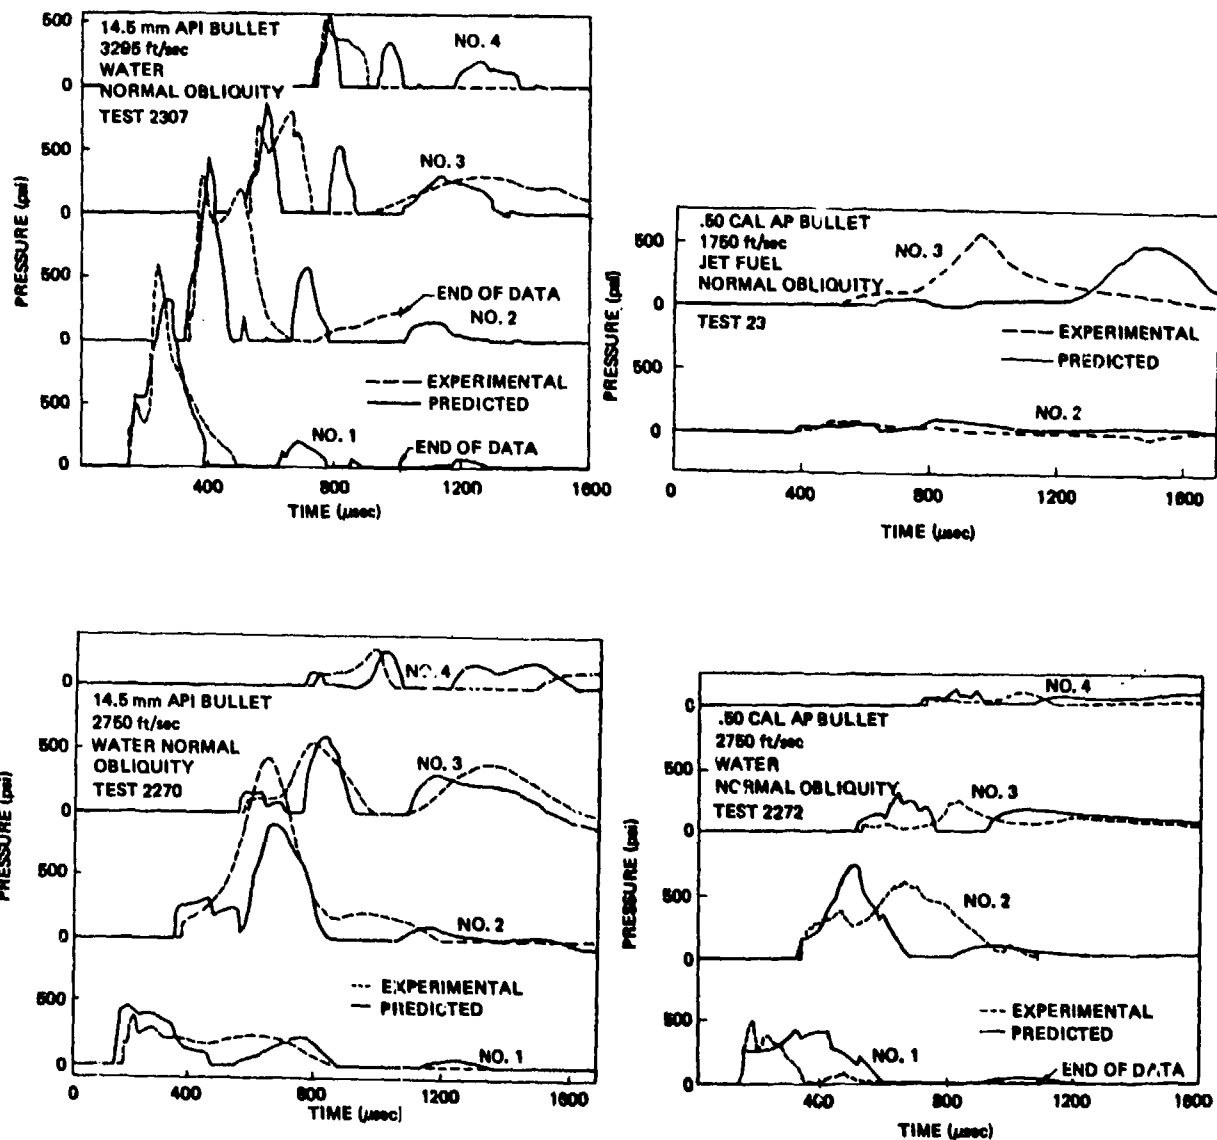 500
0
14.5 mm API BULLET
3295 ft/sec
WATER
NORMAL OBLIQUITY
TEST 2307
NO. 4
500
0
NO. 3
500
0
END OF DATA
NO. 2
EXPERIMENTAL
PREDICTED
500
0
NO. 1
END OF DATA
PRESSURE (psi)
400
800
1200
1600
TIME (μsec)
500
0
.50 CAL AP BULLET
1750 ft/sec
JET FUEL
NORMAL OBLIQUITY
TEST 23
NO. 3
EXPERIMENTAL
PREDICTED
500
0
NO. 2
PRESSURE (psi)
0
400
800
1200
1600
TIME (μsec)
0
NO. 4
14.5 mm API BULLET
2750 ft/sec
WATER NORMAL
OBLIQUITY
TEST 2270
500
0
NO. 3
500
0
NO. 2
EXPERIMENTAL
PREDICTED
500
0
NO. 1
PRESSURE (psi)
400
800
1200
1600
TIME (μsec)
0
NO. 4
.50 CAL AP BULLET
2750 ft/sec
WATER
NORMAL OBLIQUITY
TEST 2272
500
0
NO. 3
500
0
NO. 2
EXPERIMENTAL
PREDICTED
500
0
NO. 1
END OF DATA
PRESSURE (psi)
400
800
1200
1600
TIME (μsec)